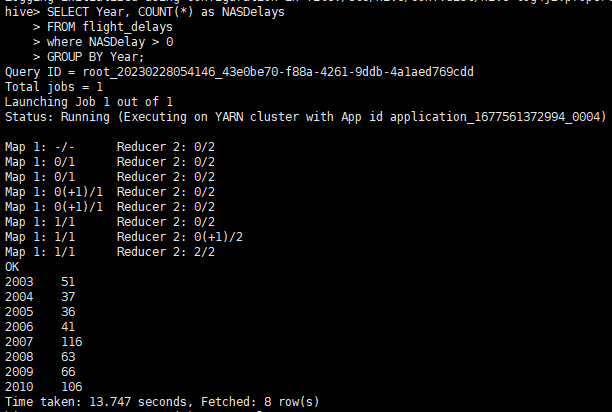 hive> SELECT Year, COUNT(*) as NASDelays
    > FROM flight_delays
    > where NASDelay > 0
    > GROUP BY Year;
Query ID = root_20230228054146_43e0be70-f88a-4261-9ddb-4a1aed769cdd
Total jobs = 1
Launching Job 1 out of 1
Status: Running (Executing on YARN cluster with App id application_1677561372994_0004)

Map 1: -/-      Reducer 2: 0/2
Map 1: 0/1      Reducer 2: 0/2
Map 1: 0/1      Reducer 2: 0/2
Map 1: 0(+1)/1  Reducer 2: 0/2
Map 1: 0(+1)/1  Reducer 2: 0/2
Map 1: 1/1      Reducer 2: 0/2
Map 1: 1/1      Reducer 2: 0(+1)/2
Map 1: 1/1      Reducer 2: 2/2
OK
2003    51
2004    37
2005    36
2006    41
2007    116
2008    63
2009    66
2010    106
Time taken: 13.747 seconds, Fetched: 8 row(s)